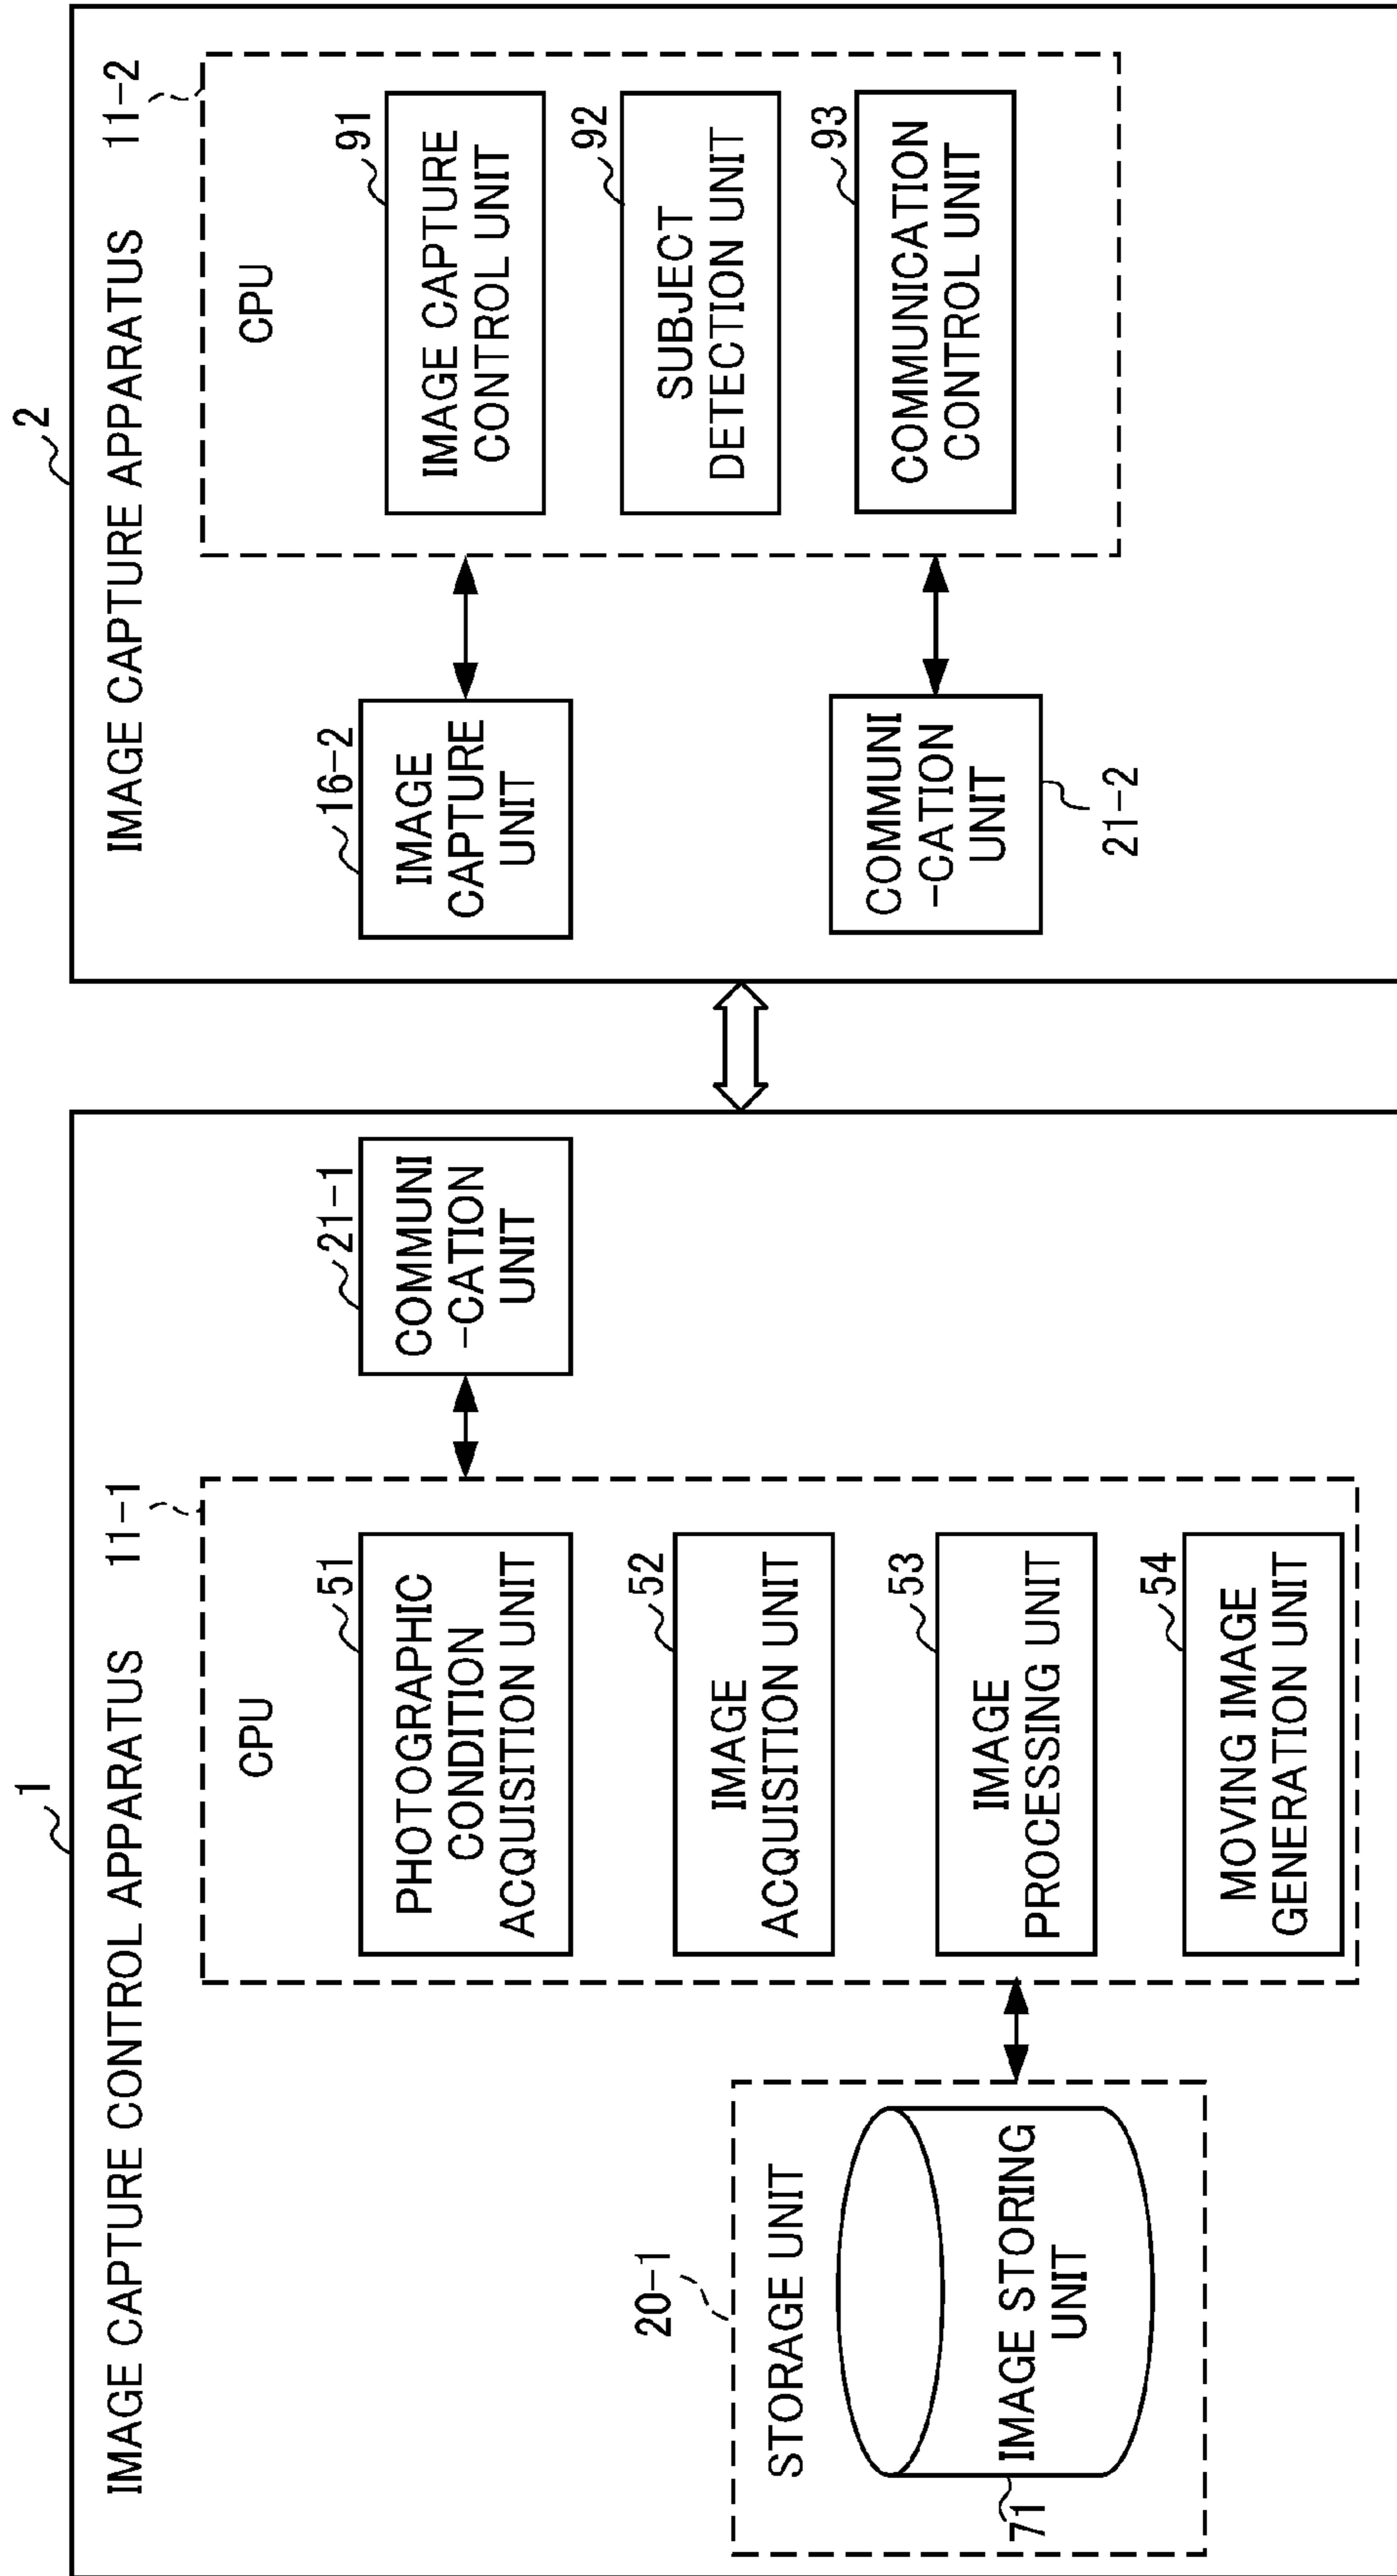 1
IMAGE CAPTURE CONTROL APPARATUS
11-1
CPU
51
PHOTOGRAPHIC
CONDITION
ACQUISITION UNIT
52
IMAGE
ACQUISITION UNIT
53
IMAGE
PROCESSING UNIT
54
MOVING IMAGE
GENERATION UNIT
21-1
COMMUNI
-CATION
UNIT
20-1
STORAGE UNIT
IMAGE STORING
UNIT
71
2
IMAGE CAPTURE APPARATUS
11-2
CPU
16-2
IMAGE
CAPTURE
UNIT
COMMUNI
-CATION
UNIT
21-2
91
IMAGE CAPTURE
CONTROL UNIT
92
SUBJECT
DETECTION UNIT
93
COMMUNICATION
CONTROL UNIT